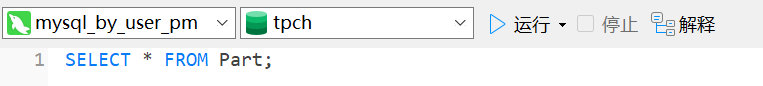 mysql_by_user_pm tpch 运行 停止 解释
1 SELECT * FROM Part;